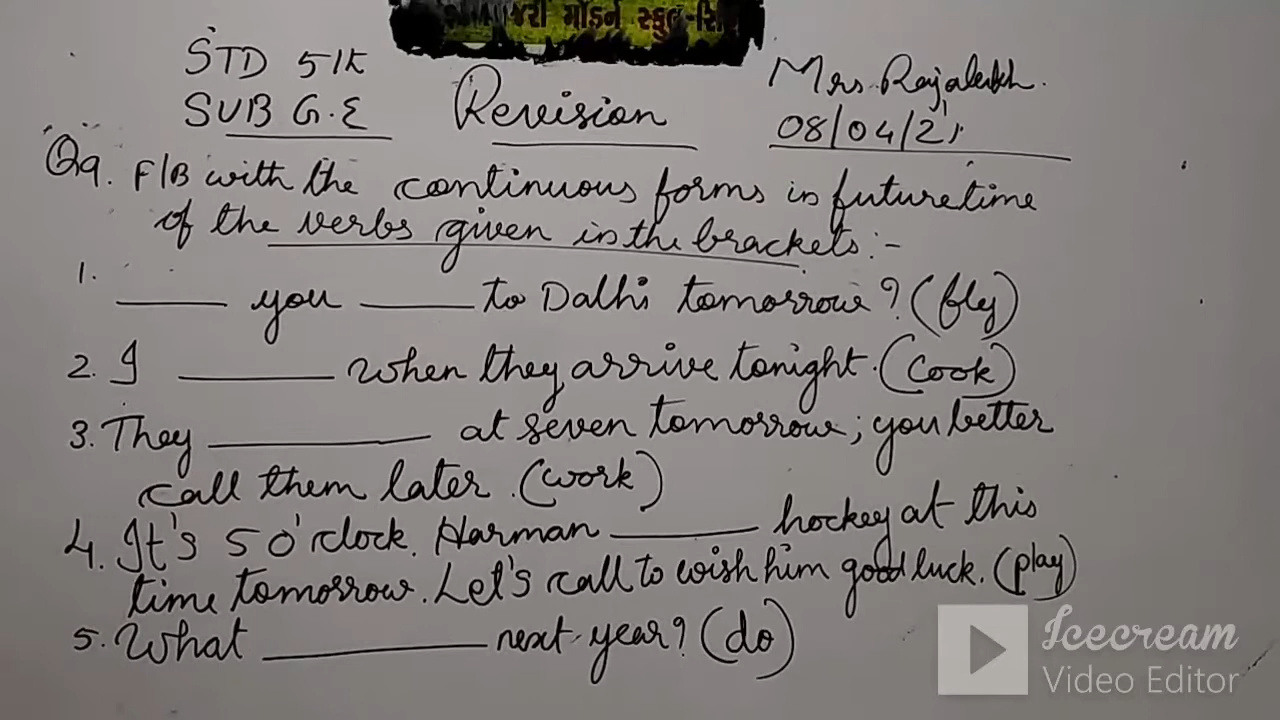 મોડર્ન સ્કુલ
STD 5th
SUB G.E
Revision
Mrs.
08/04/21
Q9. F/B with the continuous forms in future time
of the verbs given in the brackets:-
1. ____ you ____ to Dalhi tomorrow? (fly)
2. I ____ when they arrive tonight. (Cook)
3. They ____ at seven tomorrow; you better
call them later. (work)
4. It's 5 o'clock. Harman ____ hockey at this
time tomorrow. Let's call to wish him good luck. (play)
5. What ____ next year? (do)
Icecream
Video Editor